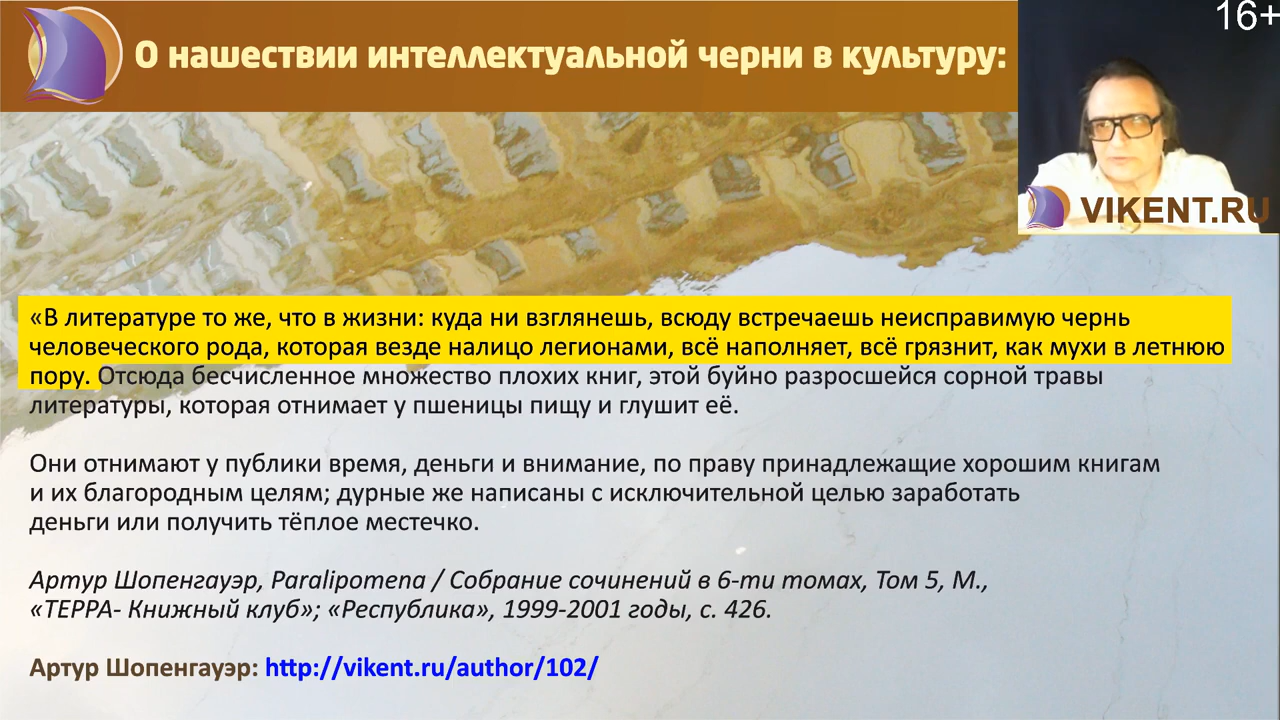 О нашествии интеллектуальной черни в культуру:
16+
VIKENT.RU
«В литературе то же, что в жизни: куда ни взглянешь, всюду встречаешь неисправимую чернь
человеческого рода, которая везде налицо легионами, всё наполняет, всё грязнит, как мухи в летнюю
пору. Отсюда бесчисленное множество плохих книг, этой буйно разросшейся сорной травы
литературы, которая отнимает у пшеницы пищу и глушит её.
Они отнимают у публики время, деньги и внимание, по праву принадлежащие хорошим книгам
и их благородным целям; дурные же написаны с исключительной целью заработать
деньги или получить тёплое местечко.
Артур Шопенгауэр, Paralipomena / Собрание сочинений в 6-ти томах, Том 5, М.,
«ТЕРРА- Книжный клуб»; «Республика», 1999-2001 годы, с. 426.
Артур Шопенгауэр: http://vikent.ru/author/102/